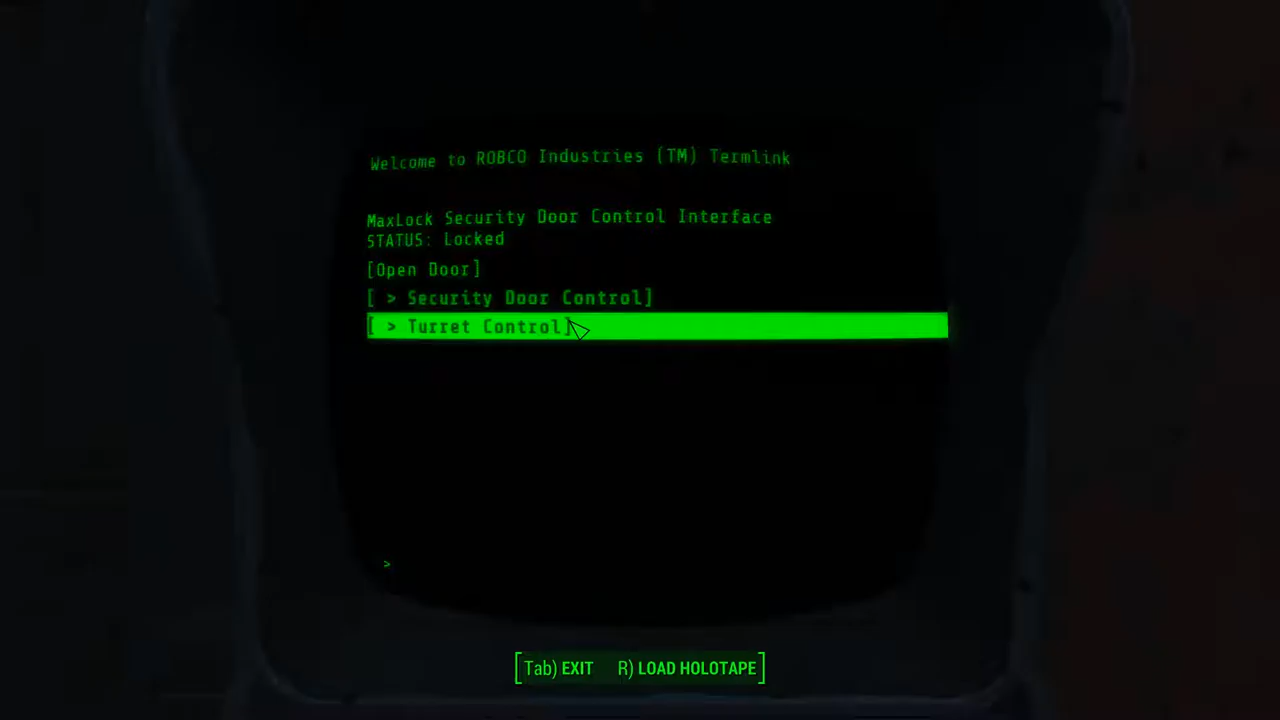 Welcome to ROBCO Industries (TM) Termlink
MaxLock Security Door Control Interface
STATUS: Locked
[Open Door]
[ > Security Door Control]
[ > Turret Control]
>
[Tab) EXIT R) LOAD HOLOTAPE]